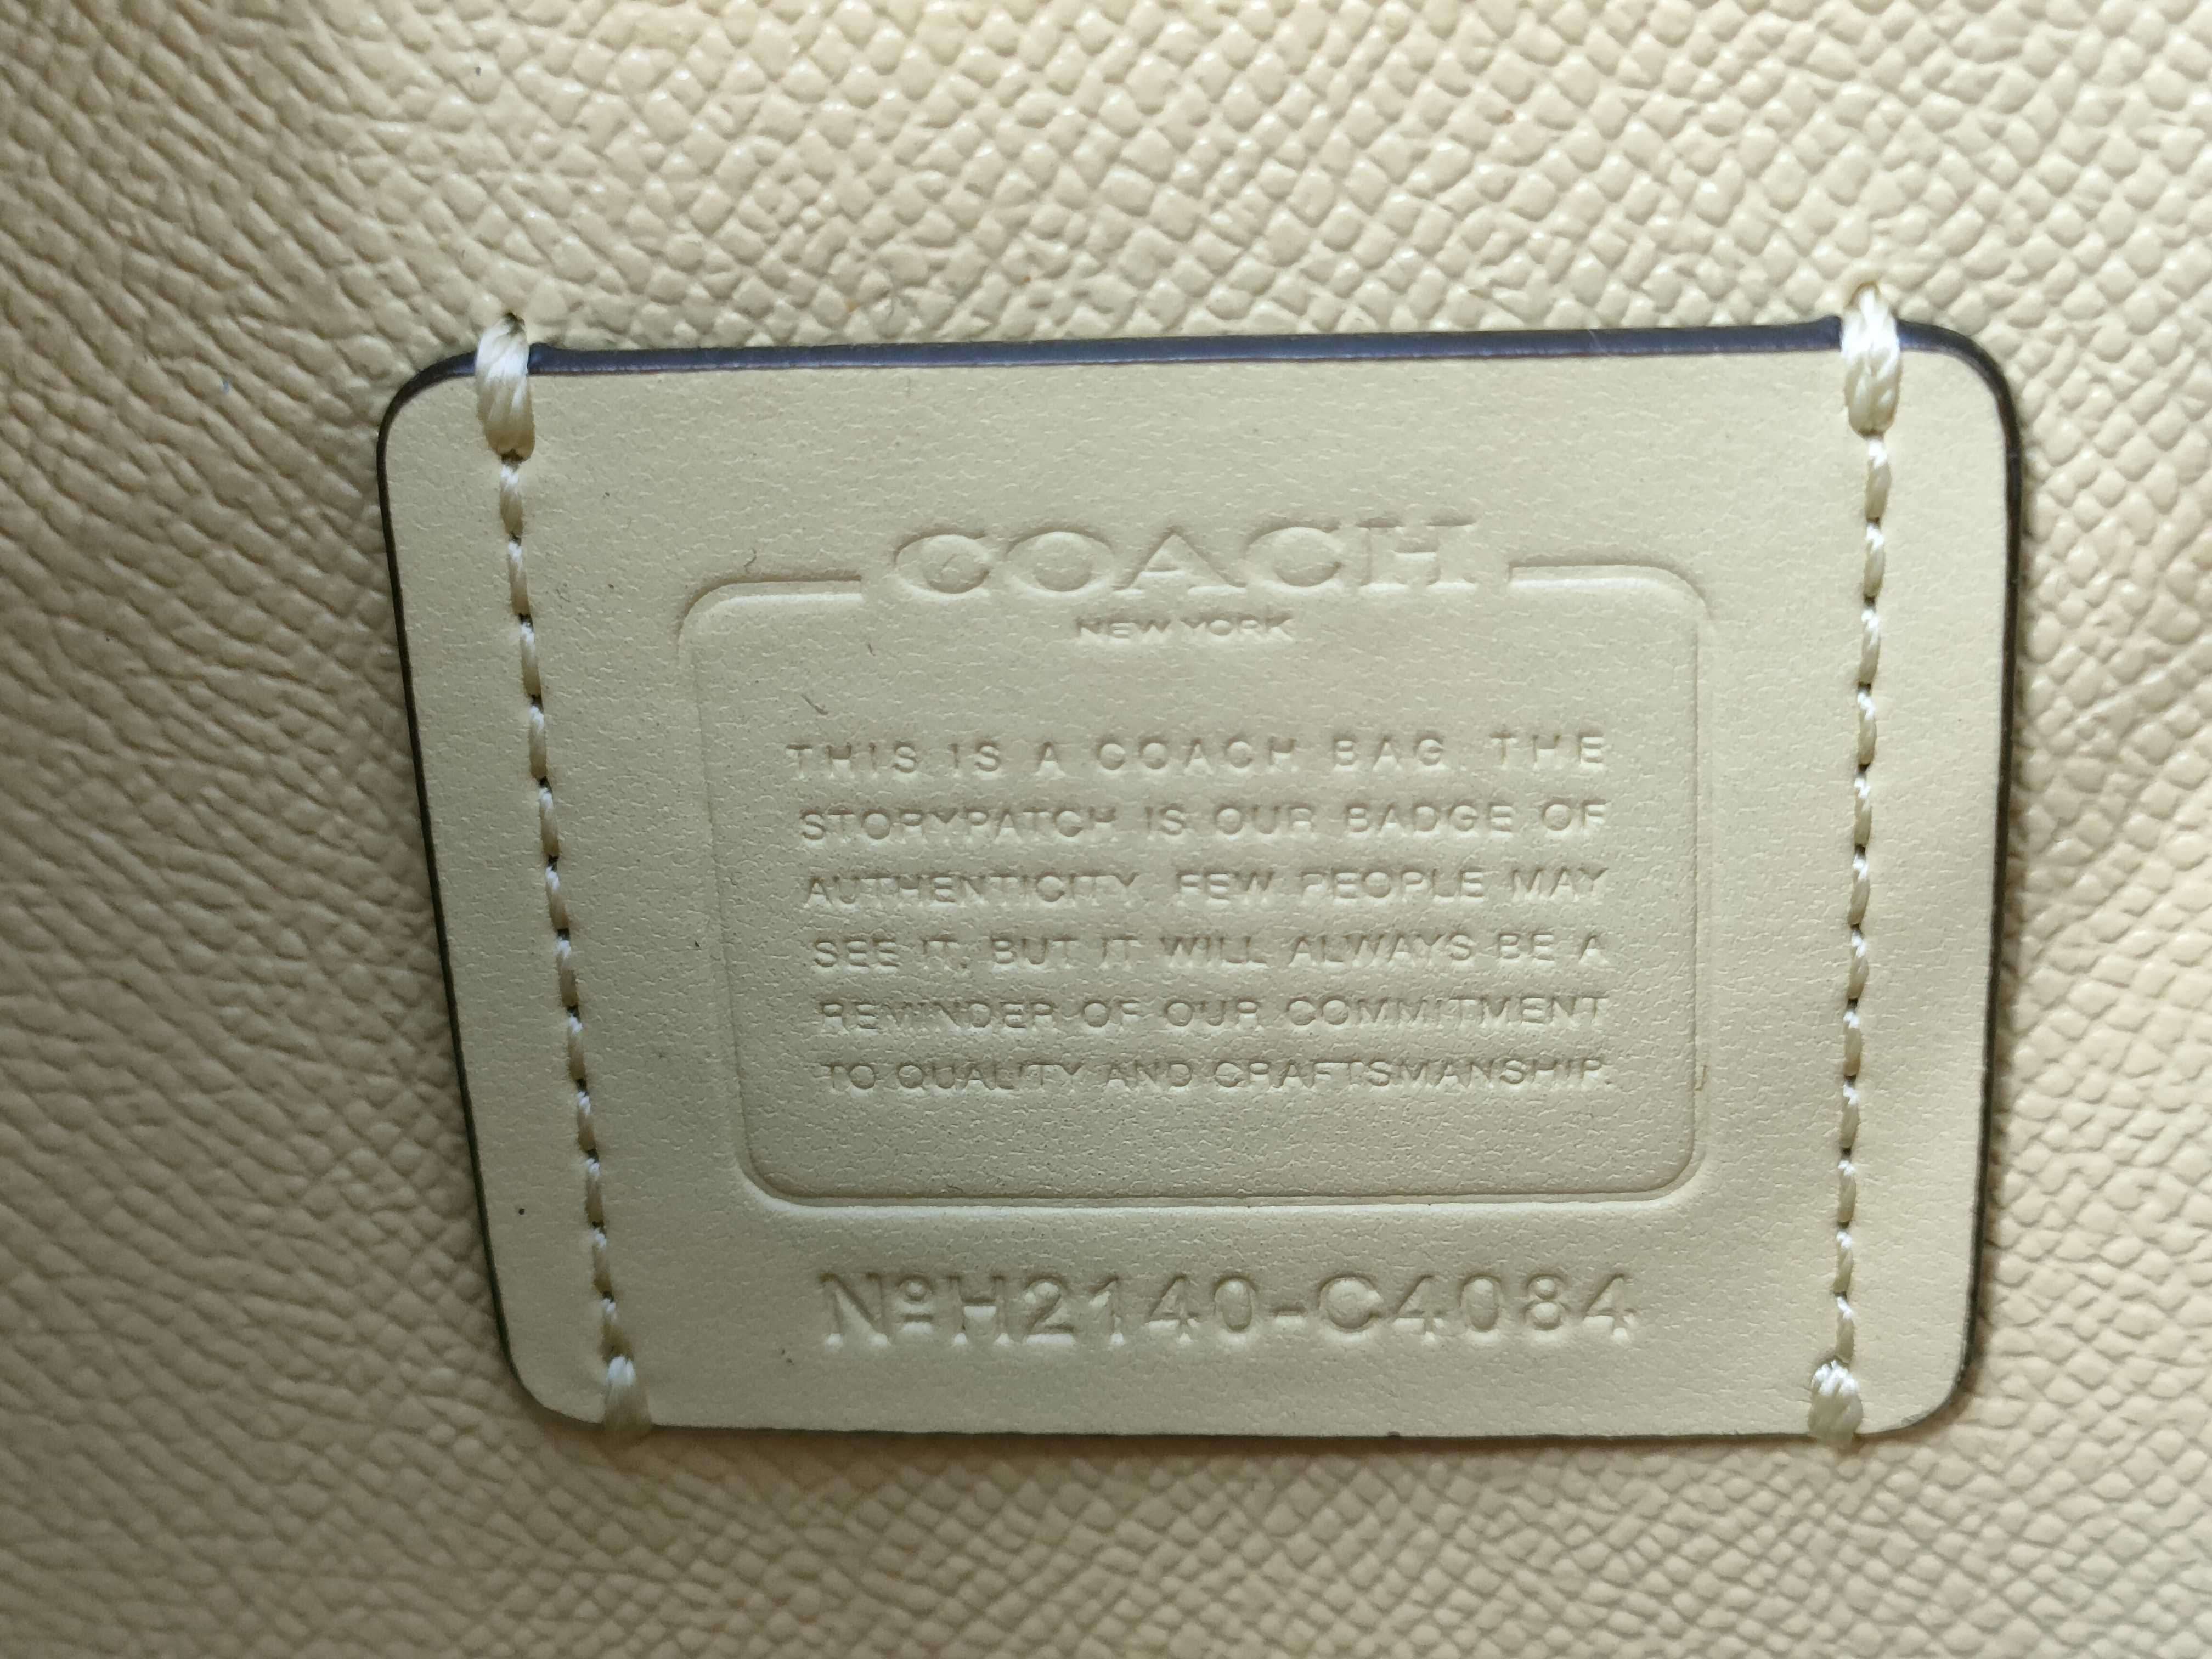 COACH
NEW YORK
THIS IS A COACH BAG. THE
STORYPATCH IS OUR BADGE OF
AUTHENTICITY. FEW PEOPLE MAY
SEE IT, BUT IT WILL ALWAYS BE A
REMINDER OF OUR COMMITMENT
TO QUALITY AND CRAFTSMANSHIP.
NºH2140-C4084